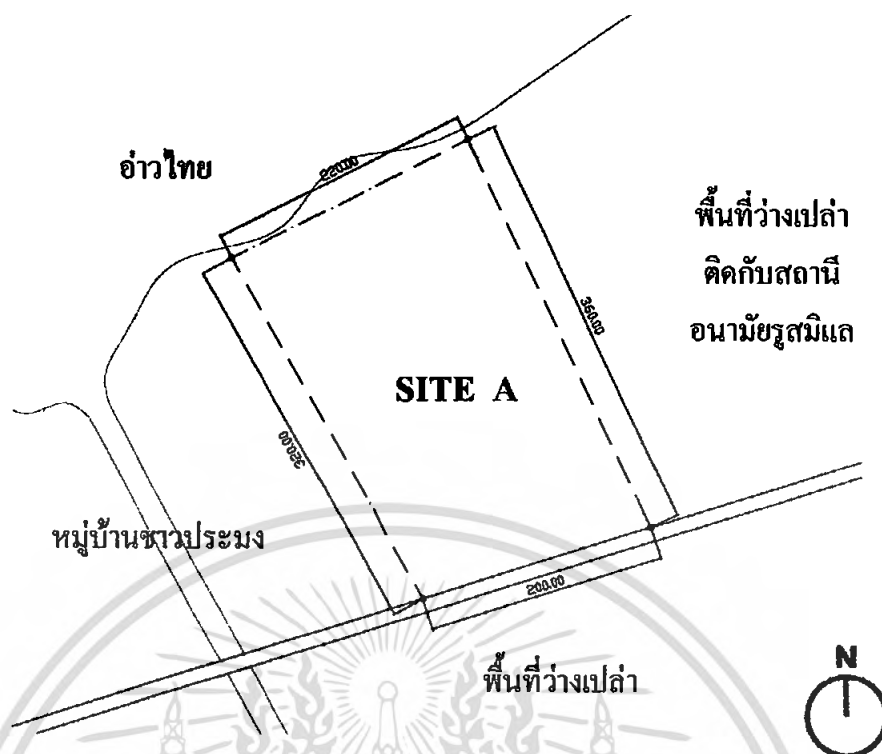 อ่าวไทย
220.00
พื้นที่ว่างเปล่า
ติดกับสถานี
อนามัยรูสมิแล
360.00
SITE A
320.00
หมู่บ้านชาวประมง
200.00
พื้นที่ว่างเปล่า
N